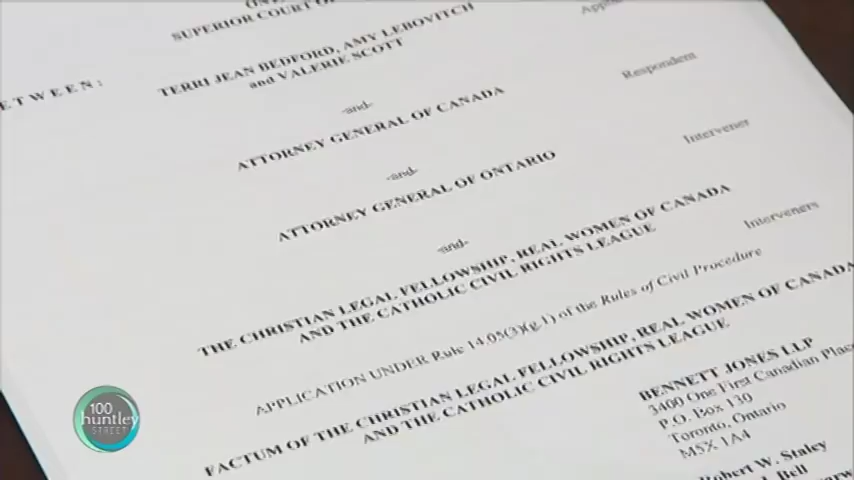 SUPERIOR COURT OF
TERRI JEAN BEDFORD, AMY LEBOVITCH
and VALERIE SCOTT
ETWEEN:
-and-
Respondent
ATTORNEY GENERAL OF CANADA
-and-
Intervener
ATTORNEY GENERAL OF ONTARIO
-and-
Interveners
THE CHRISTIAN LEGAL FELLOWSHIP, REAL WOMEN OF CANADA
AND THE CATHOLIC CIVIL RIGHTS LEAGUE
APPLICATION UNDER Rule 14.05(3)(g.1) of the Rules of Civil Procedure
FACTUM OF THE CHRISTIAN LEGAL FELLOWSHIP, REAL WOMEN OF CANADA
AND THE CATHOLIC CIVIL RIGHTS LEAGUE
BENNETT JONES LLP
3400 One First Canadian Place
P.O. Box 130
Toronto, Ontario
M5X 1A4
Robert W. Staley
Bell
100
huntley
STREET